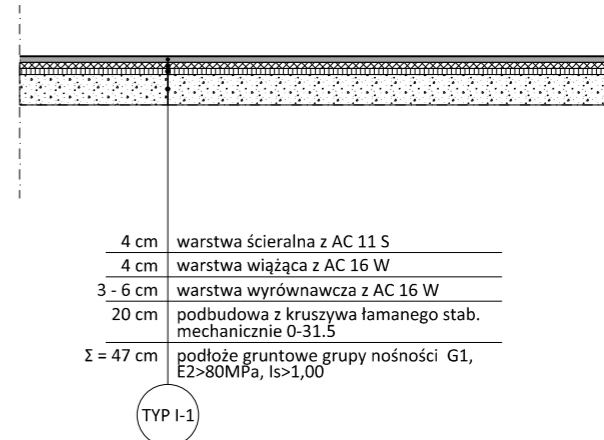 4 cm warstwa ścieralna z AC 11 S
4 cm warstwa wiążąca z AC 16 W
3 - 6 cm warstwa wyrównawcza z AC 16 W
20 cm podbudowa z kruszywa łamanego stab.
mechanicznie 0-31.5
Σ = 47 cm podłoże gruntowe grupy nośności G1,
E2>80MPa, Is>1,00
TYP I-1